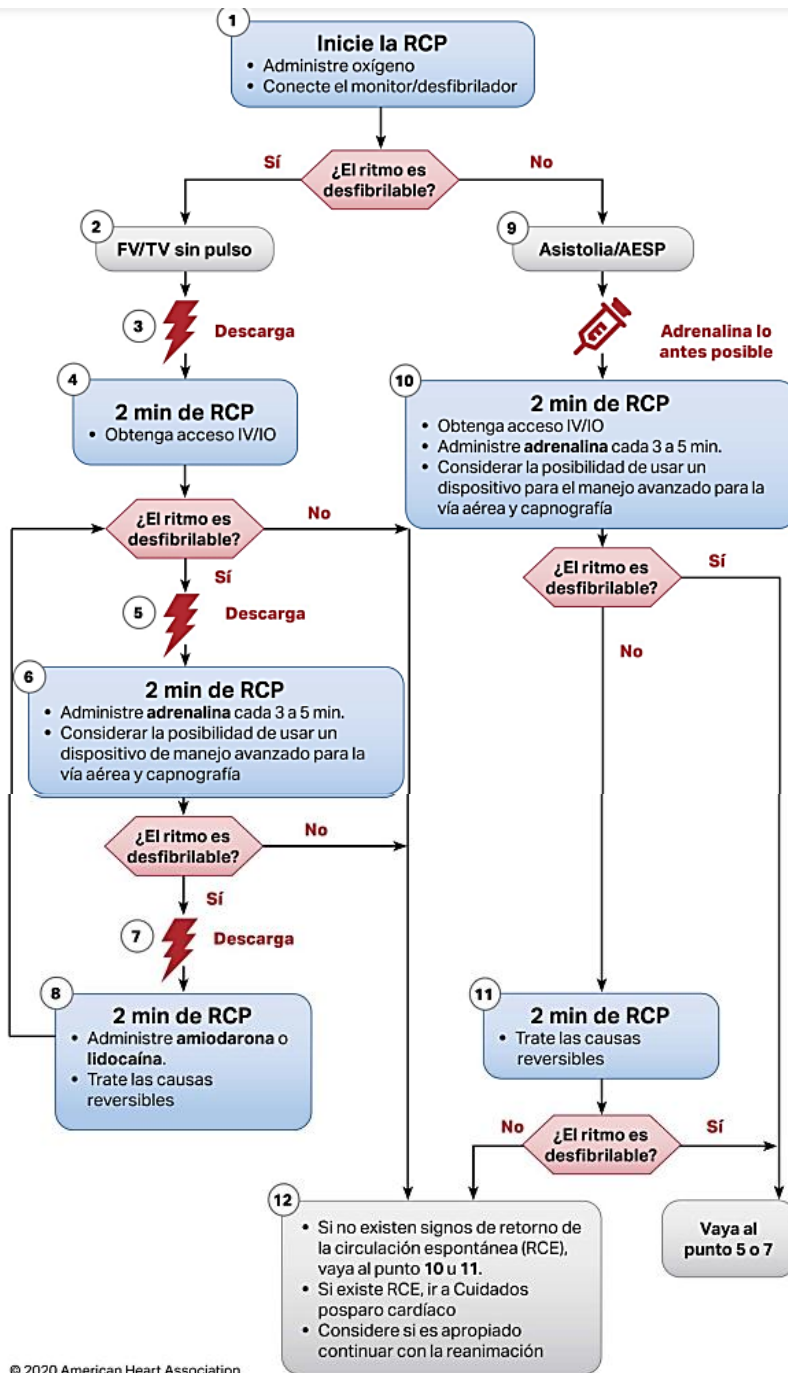 1
Inicie la RCP
• Administre oxígeno
• Conecte el monitor/desfibrilador
¿El ritmo es
desfibrilable?
Sí
No
2
FV/TV sin pulso
3
Descarga
4
2 min de RCP
• Obtenga acceso IV/IO
¿El ritmo es
desfibrilable?
No
Sí
5
Descarga
6
2 min de RCP
• Administre adrenalina cada 3 a 5 min.
• Considerar la posibilidad de usar un
dispositivo de manejo avanzado para la
vía aérea y capnografía
¿El ritmo es
desfibrilable?
No
Sí
7
Descarga
8
2 min de RCP
• Administre amiodarona o
lidocaína.
• Trate las causas
reversibles
9
Asistolia/AESP
Adrenalina lo
antes posible
10
2 min de RCP
• Obtenga acceso IV/IO
• Administre adrenalina cada 3 a 5 min.
• Considerar la posibilidad de usar un
dispositivo para el manejo avanzado para la
vía aérea y capnografía
¿El ritmo es
desfibrilable?
Sí
No
11
2 min de RCP
• Trate las causas
reversibles
¿El ritmo es
desfibrilable?
No
Sí
12
• Si no existen signos de retorno de
la circulación espontánea (RCE),
vaya al punto 10 u 11.
• Si existe RCE, ir a Cuidados
posparo cardíaco
• Considere si es apropiado
continuar con la reanimación
Vaya al
punto 5 o 7
© 2020 American Heart Association